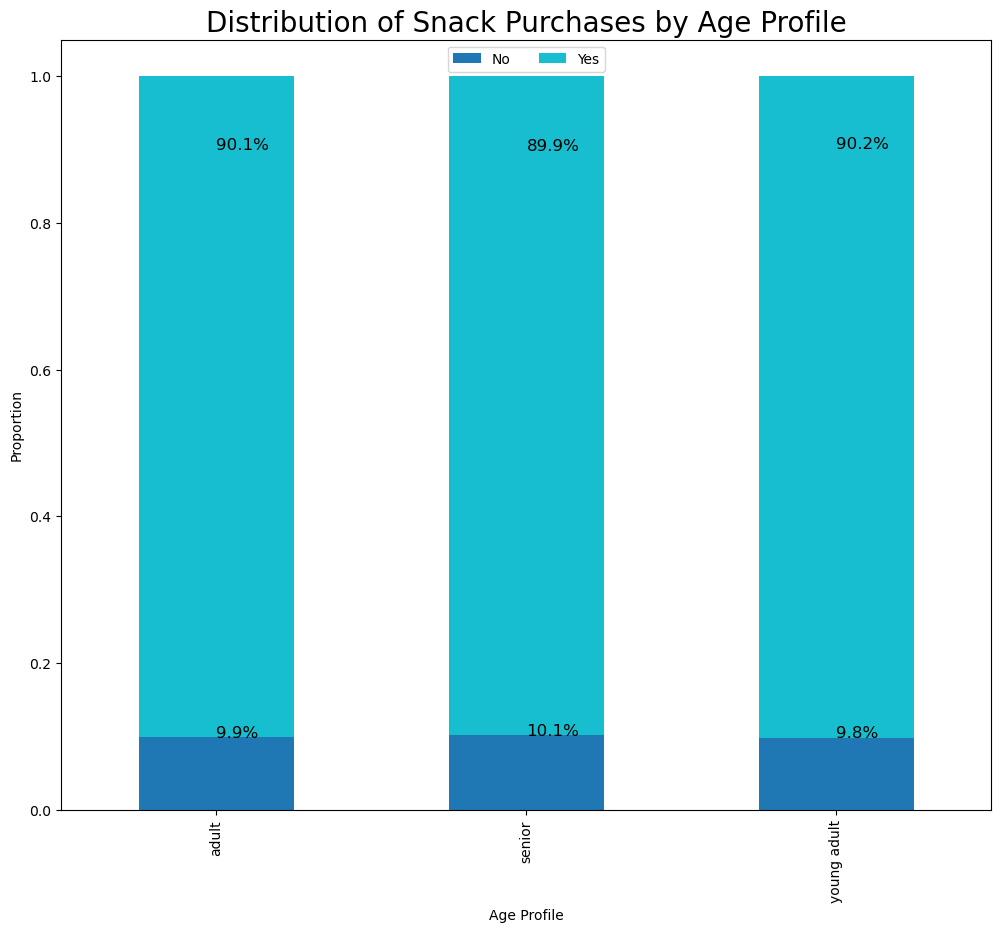 Distribution of Snack Purchases by Age Profile
No Yes
1.0
90.1% 89.9% 90.2%
0.8
0.6
Proportion
0.4
0.2
9.9% 10.1% 9.8%
0.0
adult senior young adult
Age Profile